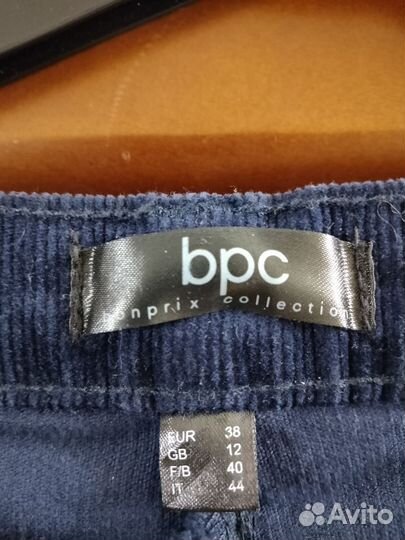 bpc
bonprix collection
EUR 38
GB 12
F/B 40
IT 44
Avito